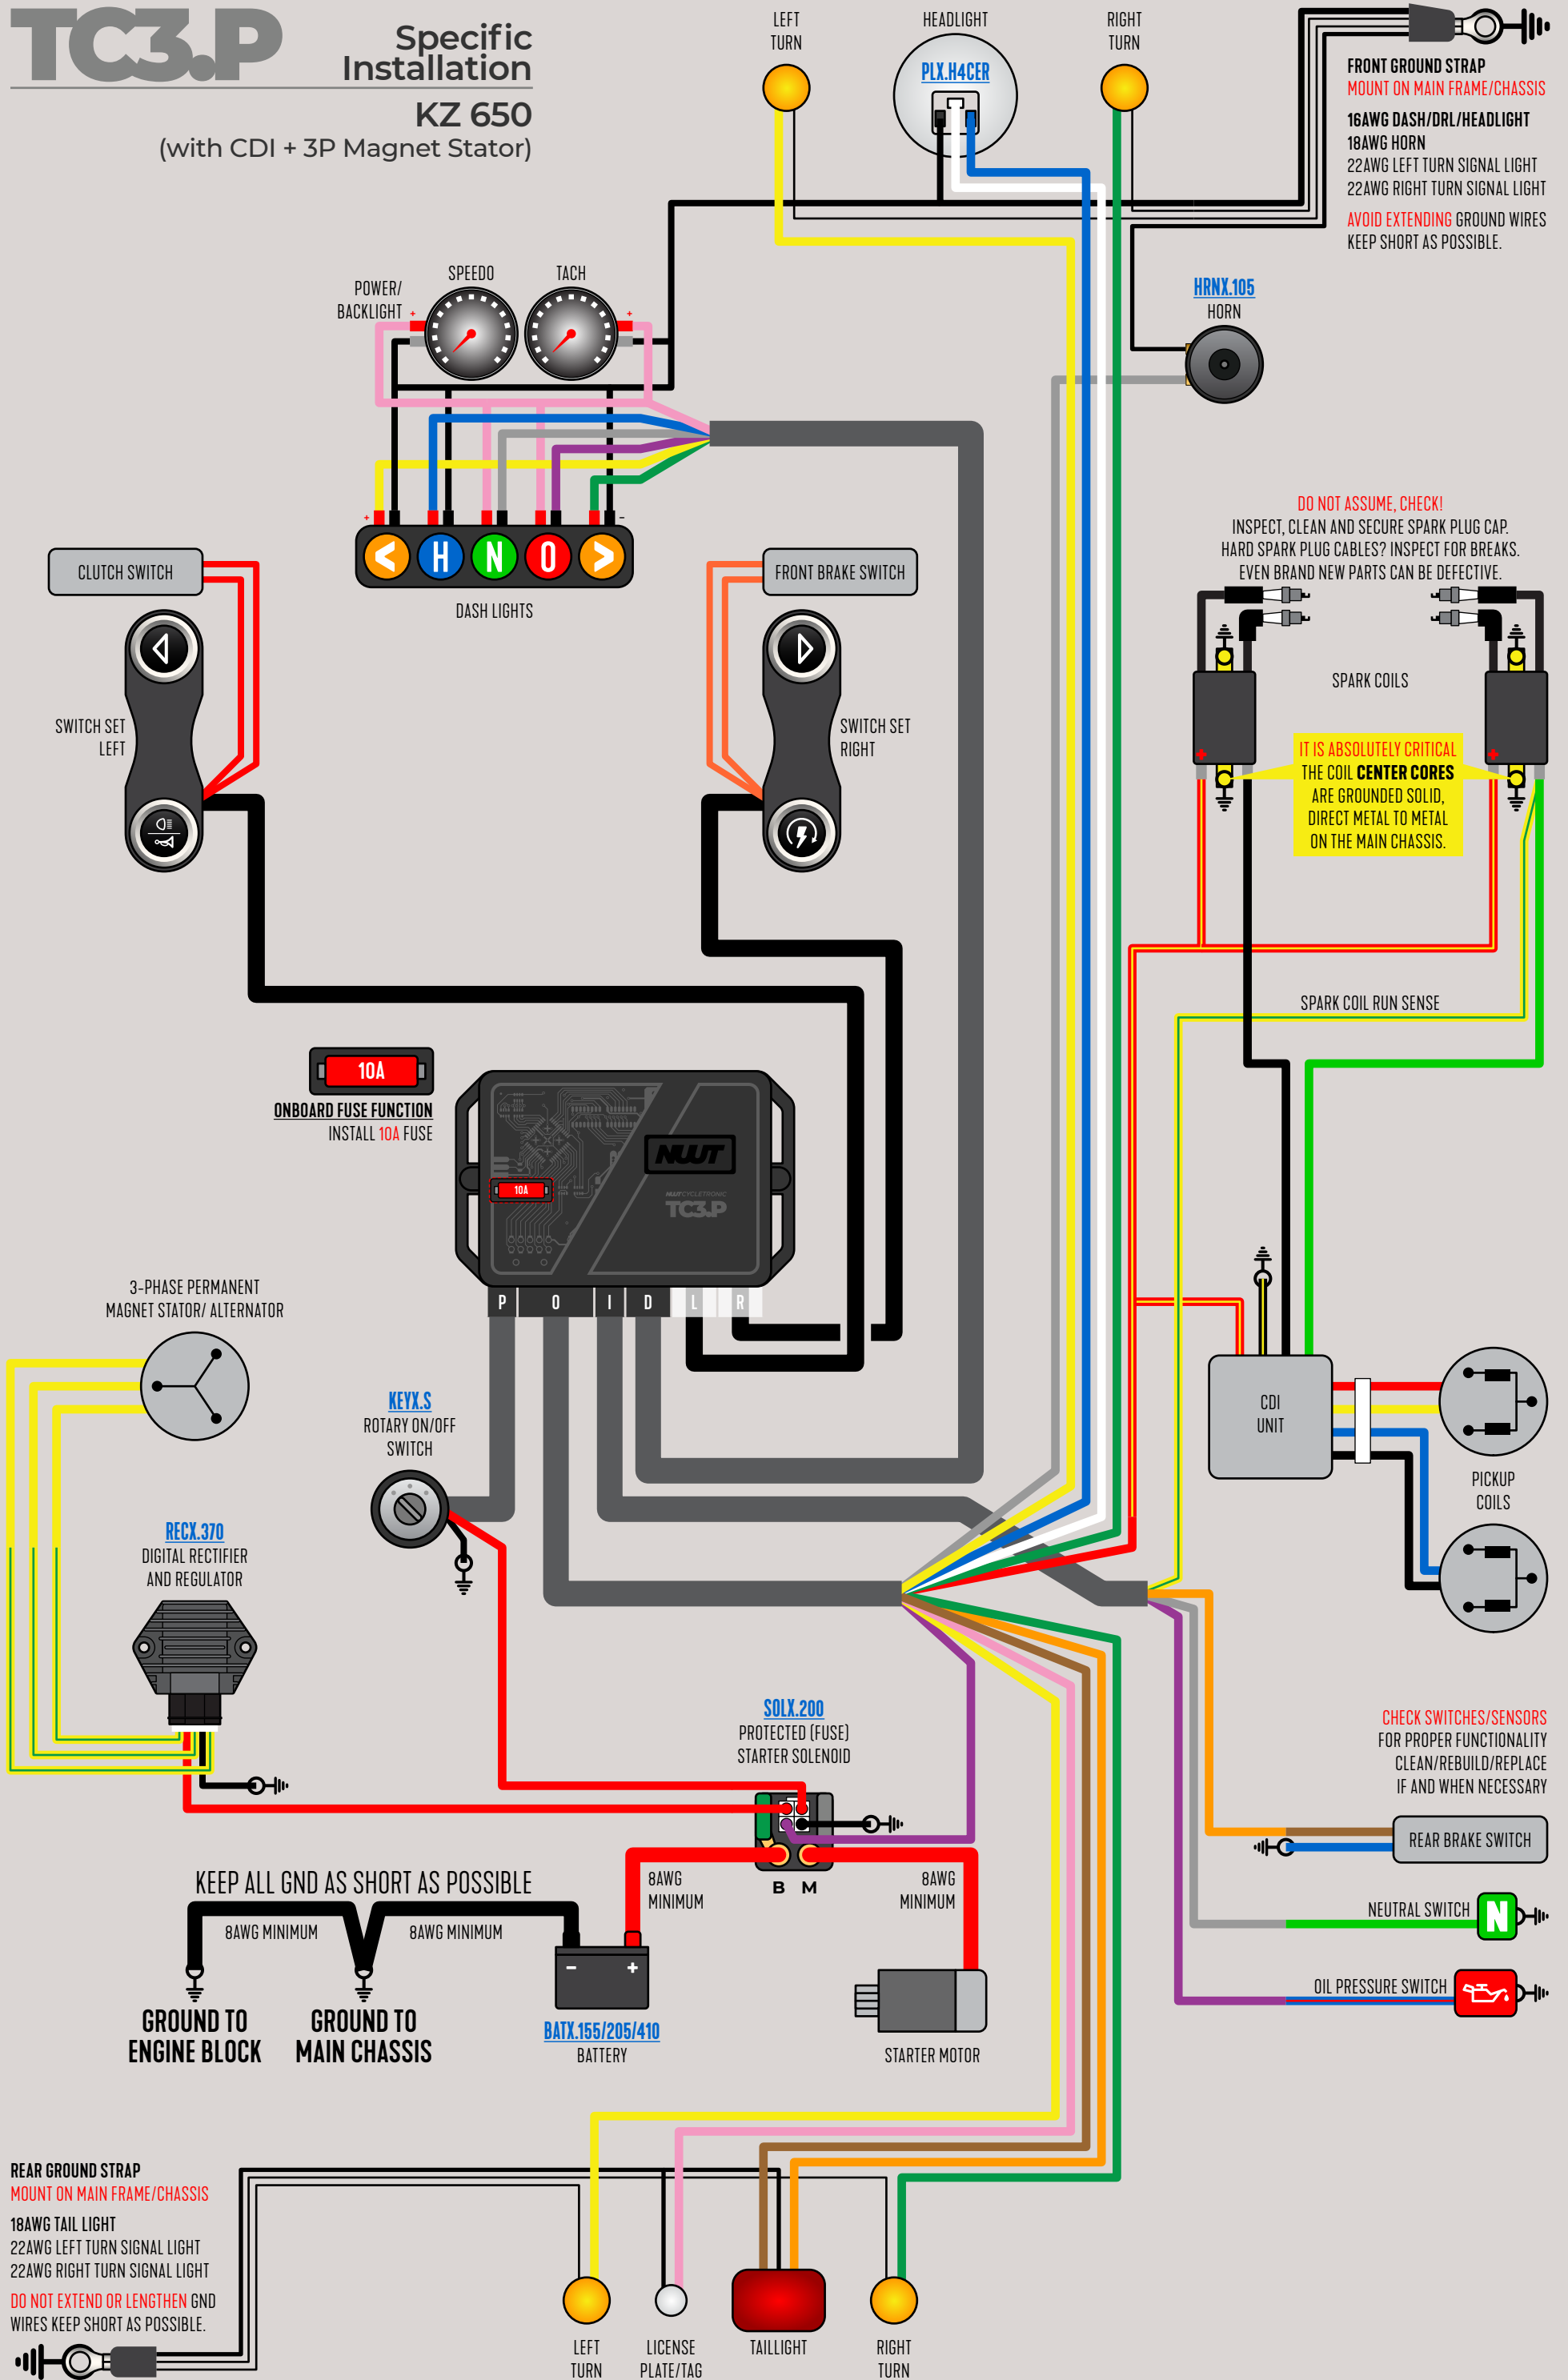 TC3.P
Specific
Installation
KZ 650
(with CDI + 3P Magnet Stator)
LEFT
TURN
HEADLIGHT
PLX.H4CER
RIGHT
TURN
FRONT GROUND STRAP
MOUNT ON MAIN FRAME/CHASSIS
16AWG DASH/DRL/HEADLIGHT
18AWG HORN
22AWG LEFT TURN SIGNAL LIGHT
22AWG RIGHT TURN SIGNAL LIGHT
AVOID EXTENDING GROUND WIRES
KEEP SHORT AS POSSIBLE.
SPEEDO
TACH
POWER/
BACKLIGHT
+
+
HRNX.105
HORN
+
−
< H N O >
DASH LIGHTS
DO NOT ASSUME, CHECK!
INSPECT, CLEAN AND SECURE SPARK PLUG CAP.
HARD SPARK PLUG CABLES? INSPECT FOR BREAKS.
EVEN BRAND NEW PARTS CAN BE DEFECTIVE.
CLUTCH SWITCH
FRONT BRAKE SWITCH
SWITCH SET
LEFT
SWITCH SET
RIGHT
SPARK COILS
+
+
IT IS ABSOLUTELY CRITICAL
THE COIL CENTER CORES
ARE GROUNDED SOLID,
DIRECT METAL TO METAL
ON THE MAIN CHASSIS.
SPARK COIL RUN SENSE
10A
ONBOARD FUSE FUNCTION
INSTALL 10A FUSE
NWT
10A
NWT CYCLETRONIC
TC3.P
P O I D L R
3-PHASE PERMANENT
MAGNET STATOR/ ALTERNATOR
KEYX.S
ROTARY ON/OFF
SWITCH
CDI
UNIT
PICKUP
COILS
RECX.370
DIGITAL RECTIFIER
AND REGULATOR
SOLX.200
PROTECTED (FUSE)
STARTER SOLENOID
B M
CHECK SWITCHES/SENSORS
FOR PROPER FUNCTIONALITY
CLEAN/REBUILD/REPLACE
IF AND WHEN NECESSARY
REAR BRAKE SWITCH
NEUTRAL SWITCH
N
OIL PRESSURE SWITCH
KEEP ALL GND AS SHORT AS POSSIBLE
8AWG MINIMUM
8AWG MINIMUM
8AWG
MINIMUM
8AWG
MINIMUM
− +
GROUND TO
ENGINE BLOCK
GROUND TO
MAIN CHASSIS
BATX.155/205/410
BATTERY
STARTER MOTOR
REAR GROUND STRAP
MOUNT ON MAIN FRAME/CHASSIS
18AWG TAIL LIGHT
22AWG LEFT TURN SIGNAL LIGHT
22AWG RIGHT TURN SIGNAL LIGHT
DO NOT EXTEND OR LENGTHEN GND
WIRES KEEP SHORT AS POSSIBLE.
LEFT
TURN
LICENSE
PLATE/TAG
TAILLIGHT
RIGHT
TURN